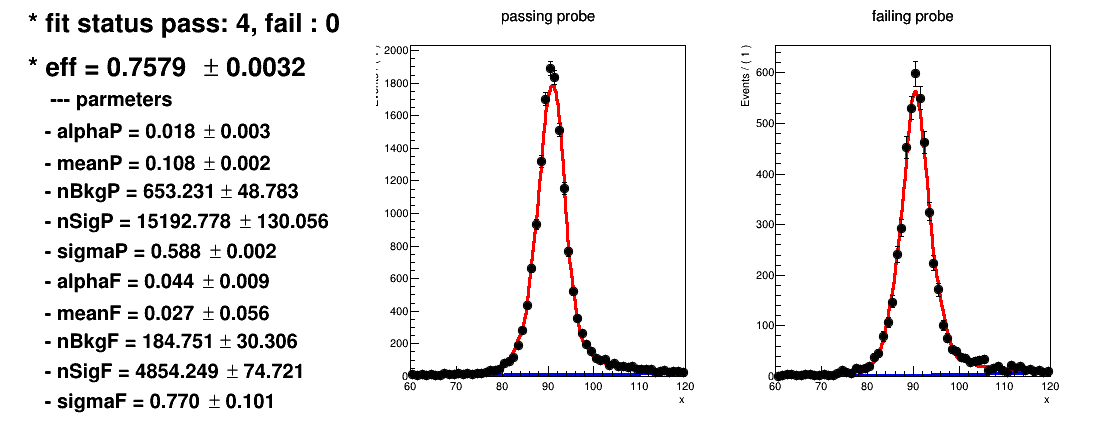 * fit status pass: 4, fail : 0
* eff = 0.7579 ± 0.0032
--- parmeters
- alphaP = 0.018 ± 0.003
- meanP = 0.108 ± 0.002
- nBkgP = 653.231 ± 48.783
- nSigP = 15192.778 ± 130.056
- sigmaP = 0.588 ± 0.002
- alphaF = 0.044 ± 0.009
- meanF = 0.027 ± 0.056
- nBkgF = 184.751 ± 30.306
- nSigF = 4854.249 ± 74.721
- sigmaF = 0.770 ± 0.101
passing probe
2000
1800
1600
1400
1200
1000
800
600
400
200
0
60 70 80 90 100 110 120
x
failing probe
Events / ( 1 )
600
500
400
300
200
100
0
60 70 80 90 100 110 120
x